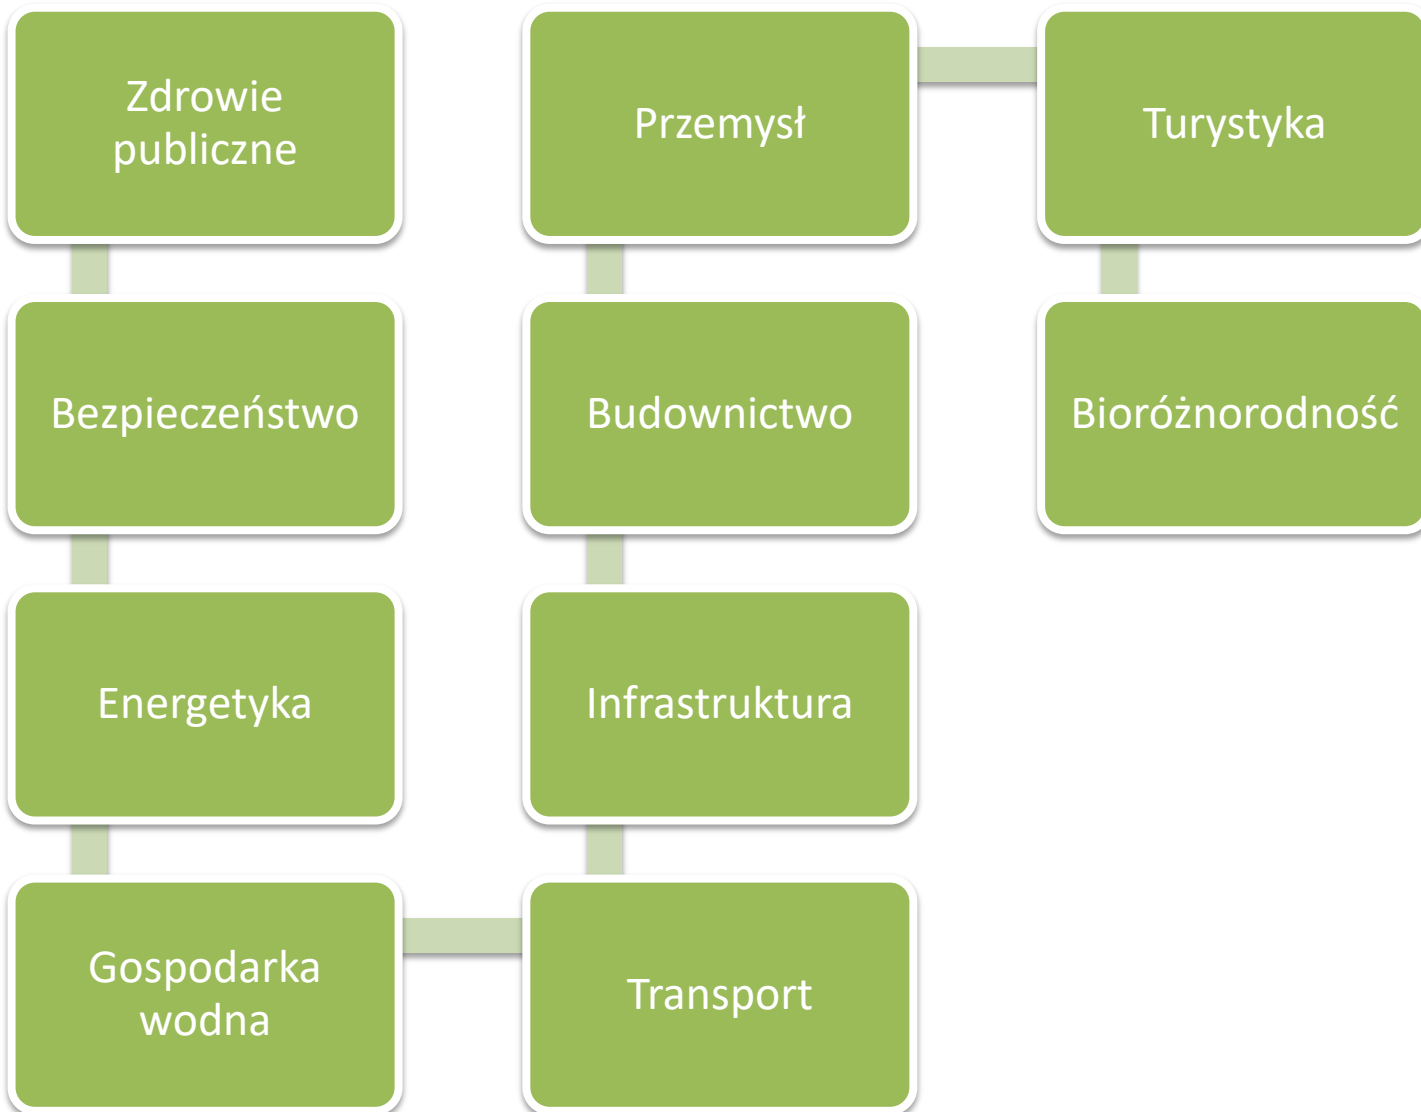 Zdrowie
publiczne
Bezpieczeństwo
Energetyka
Gospodarka
wodna
Transport
Infrastruktura
Budownictwo
Przemysł
Turystyka
Bioróżnorodność